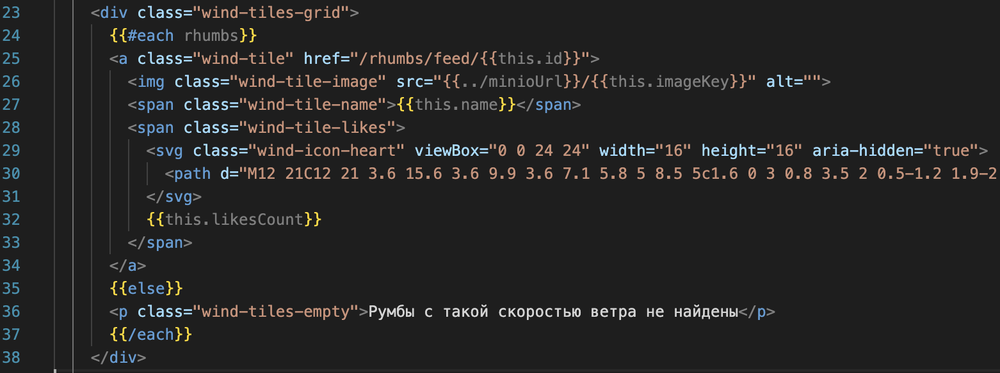 23 <div class="wind-tiles-grid">
24 {{#each rhumbs}}
25 <a class="wind-tile" href="/rhumbs/feed/{{this.id}}">
26 <img class="wind-tile-image" src="{{../minioUrl}}/{{this.imageKey}}" alt="">
27 <span class="wind-tile-name">{{this.name}}</span>
28 <span class="wind-tile-likes">
29 <svg class="wind-icon-heart" viewBox="0 0 24 24" width="16" height="16" aria-hidden="true">
30 <path d="M12 21C12 21 3.6 15.6 3.6 9.9 3.6 7.1 5.8 5 8.5 5c1.6 0 3 0.8 3.5 2 0.5-1.2 1.9-2
31 </svg>
32 {{this.likesCount}}
33 </span>
34 </a>
35 {{else}}
36 <p class="wind-tiles-empty">Румбы с такой скоростью ветра не найдены</p>
37 {{/each}}
38 </div>